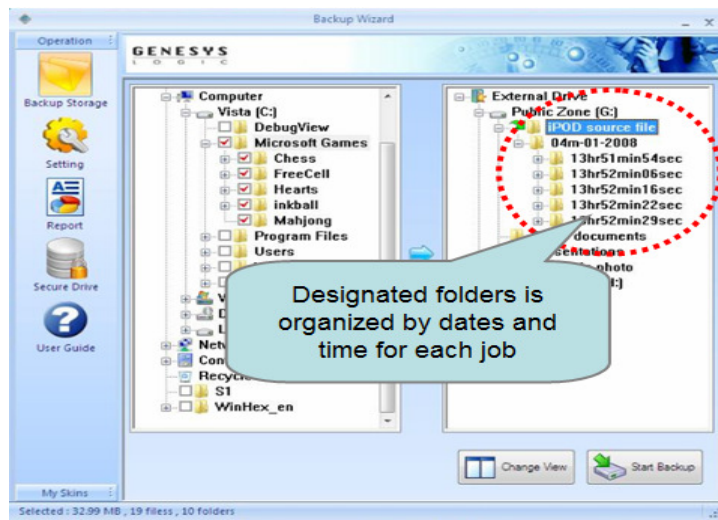 Backup Wizard
Operation
GENESYS
LOGIC
Backup Storage
Setting
Report
Secure Drive
User Guide
My Skins
Computer
Vista (C:)
DebugView
Microsoft Games
Chess
FreeCell
Hearts
inkball
Mahjong
Program Files
Users
Recycle
S1
WinHex_en
External Drive
Public Zone (G:)
iPOD source file
04m-01-2008
13hr51min54sec
13hr52min06sec
13hr52min16sec
13hr52min22sec
hr52min29sec
documents
photo
Designated folders is
organized by dates and
time for each job
Change View
Start Backup
Selected : 32.99 MB , 19 filess , 10 folders